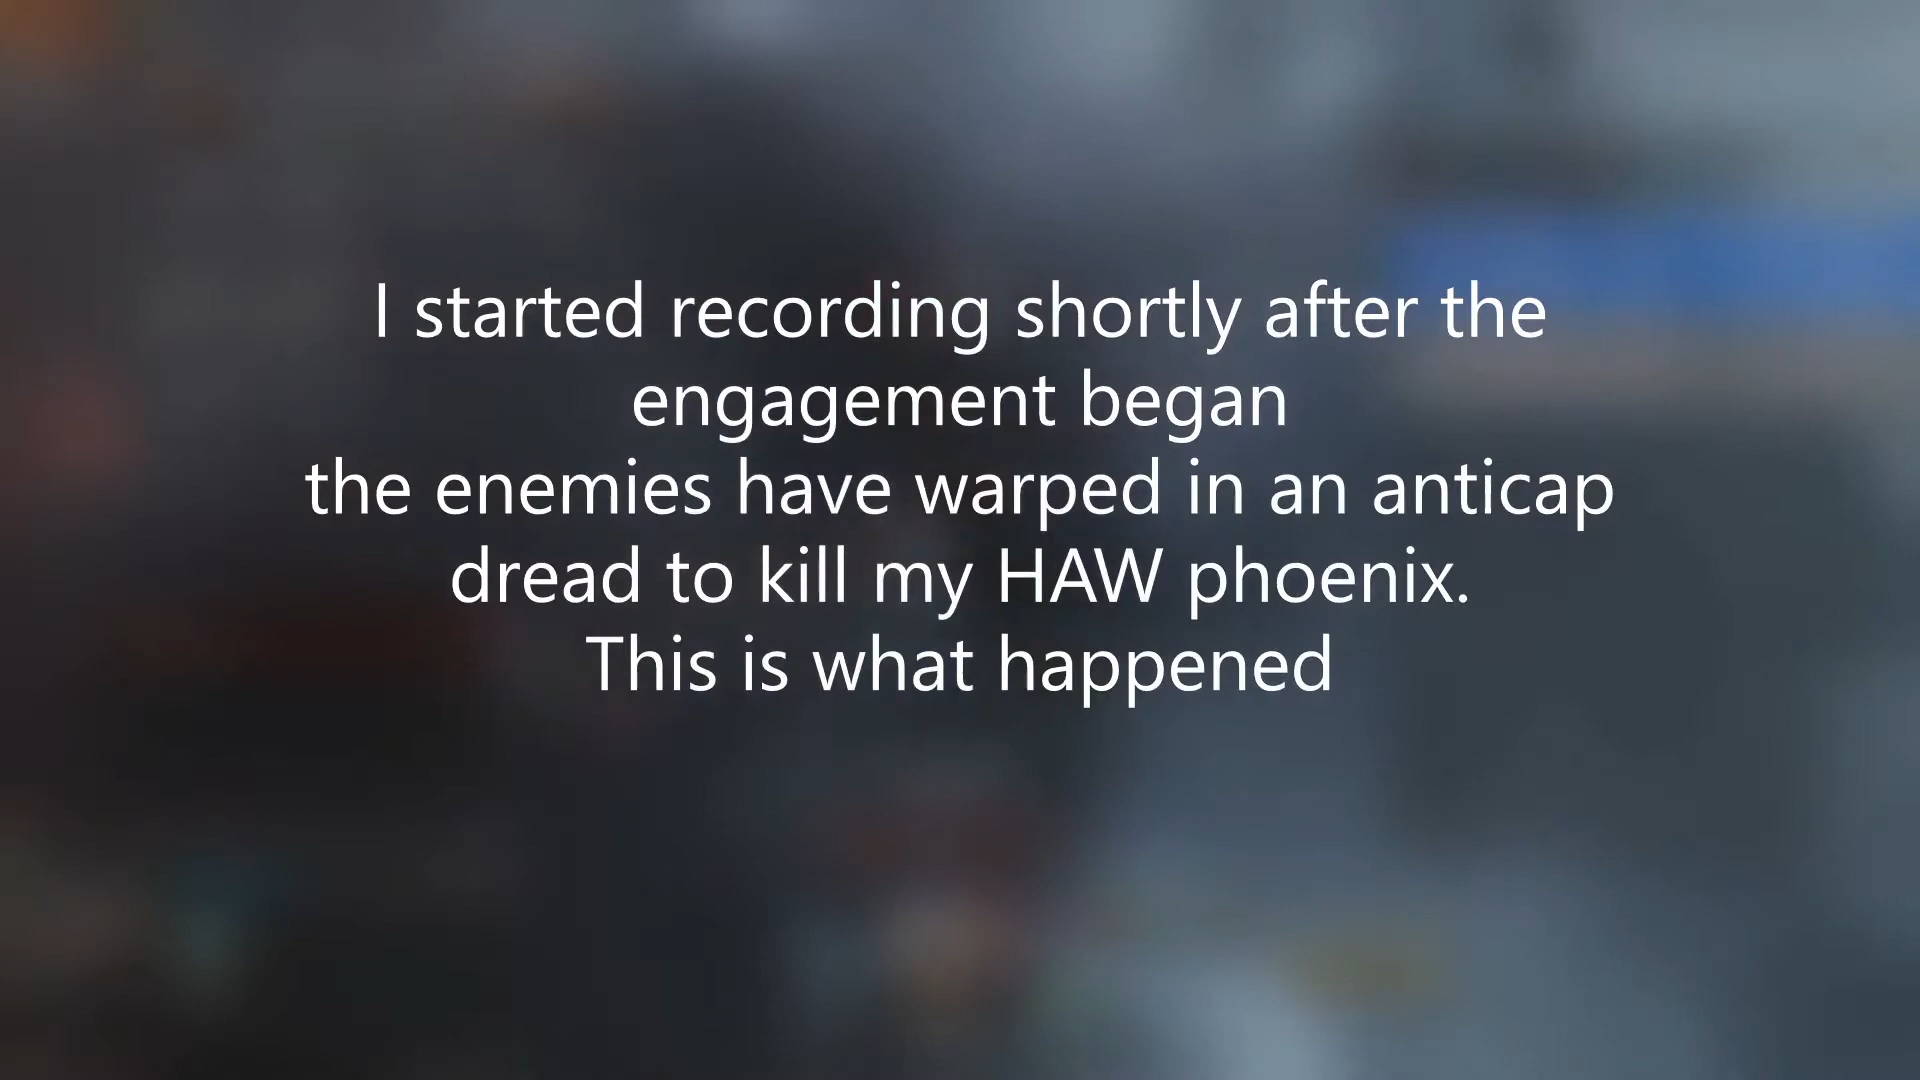 I started recording shortly after the
engagement began
the enemies have warped in an anticap
dread to kill my HAW phoenix.
This is what happened